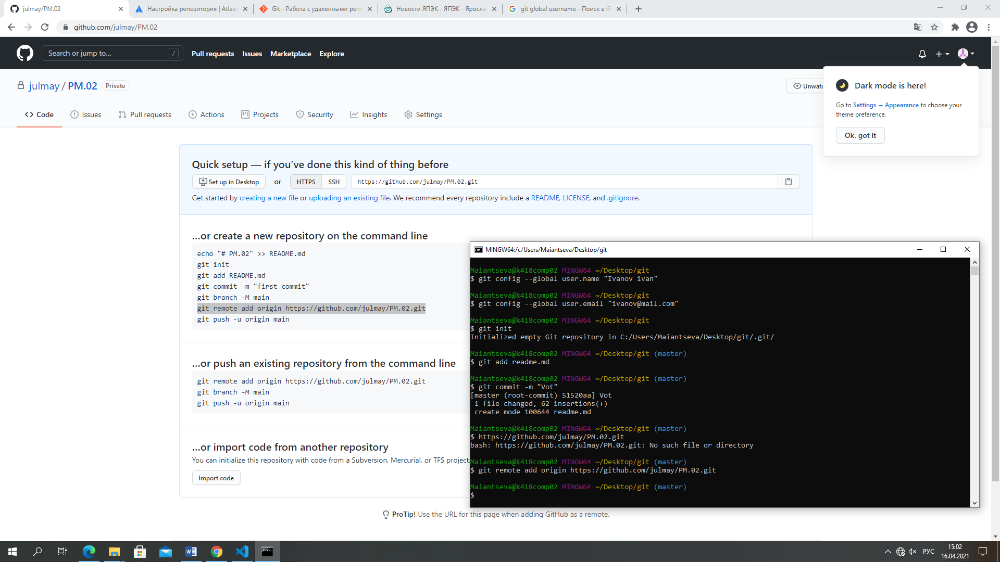 julmay/PM.02
Настройка репозитория | Atlass
Git - Работа с удалёнными репо
Новости ЯПЭК - ЯПЭК - Яросла
git global username - Поиск в G
github.com/julmay/PM.02
Search or jump to...
/
Pull requests
Issues
Marketplace
Explore
julmay / PM.02
Private
Unwatc
Dark mode is here!
Go to Settings → Appearance to choose your
theme preference.
Ok, got it
Code
Issues
Pull requests
Actions
Projects
Security
Insights
Settings
Quick setup — if you’ve done this kind of thing before
Set up in Desktop
or
HTTPS
SSH
https://github.com/julmay/PM.02.git
Get started by creating a new file or uploading an existing file. We recommend every repository include a README, LICENSE, and .gitignore.
…or create a new repository on the command line
echo "# PM.02" >> README.md
git init
git add README.md
git commit -m "first commit"
git branch -M main
git remote add origin https://github.com/julmay/PM.02.git
git push -u origin main
…or push an existing repository from the command line
git remote add origin https://github.com/julmay/PM.02.git
git branch -M main
git push -u origin main
…or import code from another repository
You can initialize this repository with code from a Subversion, Mercurial, or TFS project.
Import code
ProTip! Use the URL for this page when adding GitHub as a remote.
MINGW64:/c/Users/Maiantseva/Desktop/git
Maiantseva@k418comp02 MINGW64 ~/Desktop/git
$ git config --global user.name "Ivanov ivan"
Maiantseva@k418comp02 MINGW64 ~/Desktop/git
$ git config --global user.email "ivanov@mail.com"
Maiantseva@k418comp02 MINGW64 ~/Desktop/git
$ git init
Initialized empty Git repository in C:/Users/Maiantseva/Desktop/git/.git/
Maiantseva@k418comp02 MINGW64 ~/Desktop/git (master)
$ git add readme.md
Maiantseva@k418comp02 MINGW64 ~/Desktop/git (master)
$ git commit -m "Vot"
[master (root-commit) 51520aa] Vot
1 file changed, 62 insertions(+)
create mode 100644 readme.md
Maiantseva@k418comp02 MINGW64 ~/Desktop/git (master)
$ https://github.com/julmay/PM.02.git
bash: https://github.com/julmay/PM.02.git: No such file or directory
Maiantseva@k418comp02 MINGW64 ~/Desktop/git (master)
$ git remote add origin https://github.com/julmay/PM.02.git
Maiantseva@k418comp02 MINGW64 ~/Desktop/git (master)
$
РУС
15:02
16.04.2021